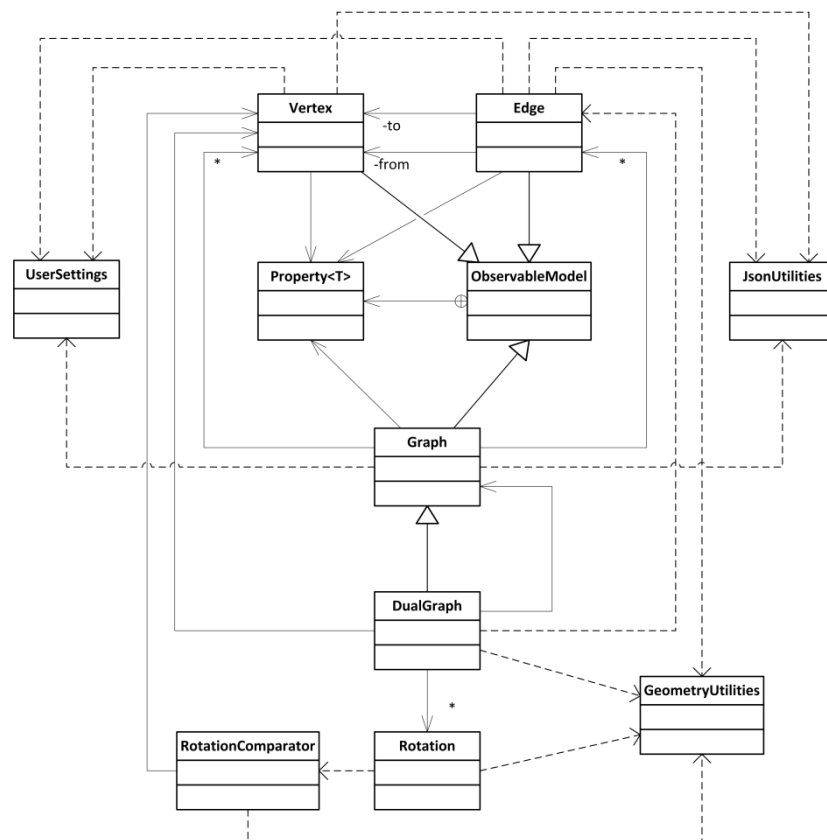 Vertex
Edge
-to
*
-from
*
UserSettings
Property<T>
ObservableModel
JsonUtilities
Graph
DualGraph
GeometryUtilities
*
RotationComparator
Rotation